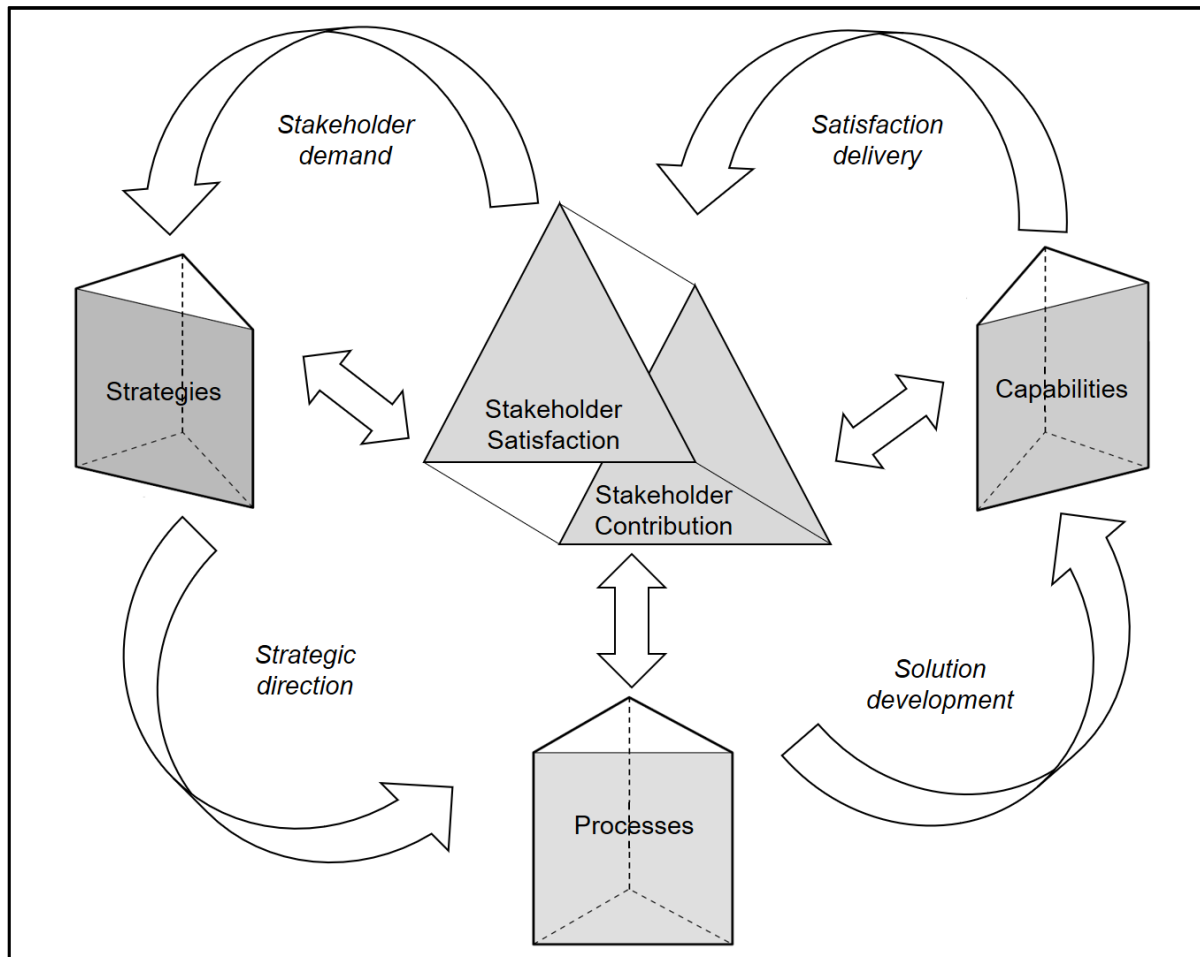 Stakeholder
demand
Satisfaction
delivery
Strategies
Capabilities
Stakeholder
Satisfaction
Stakeholder
Contribution
Strategic
direction
Solution
development
Processes